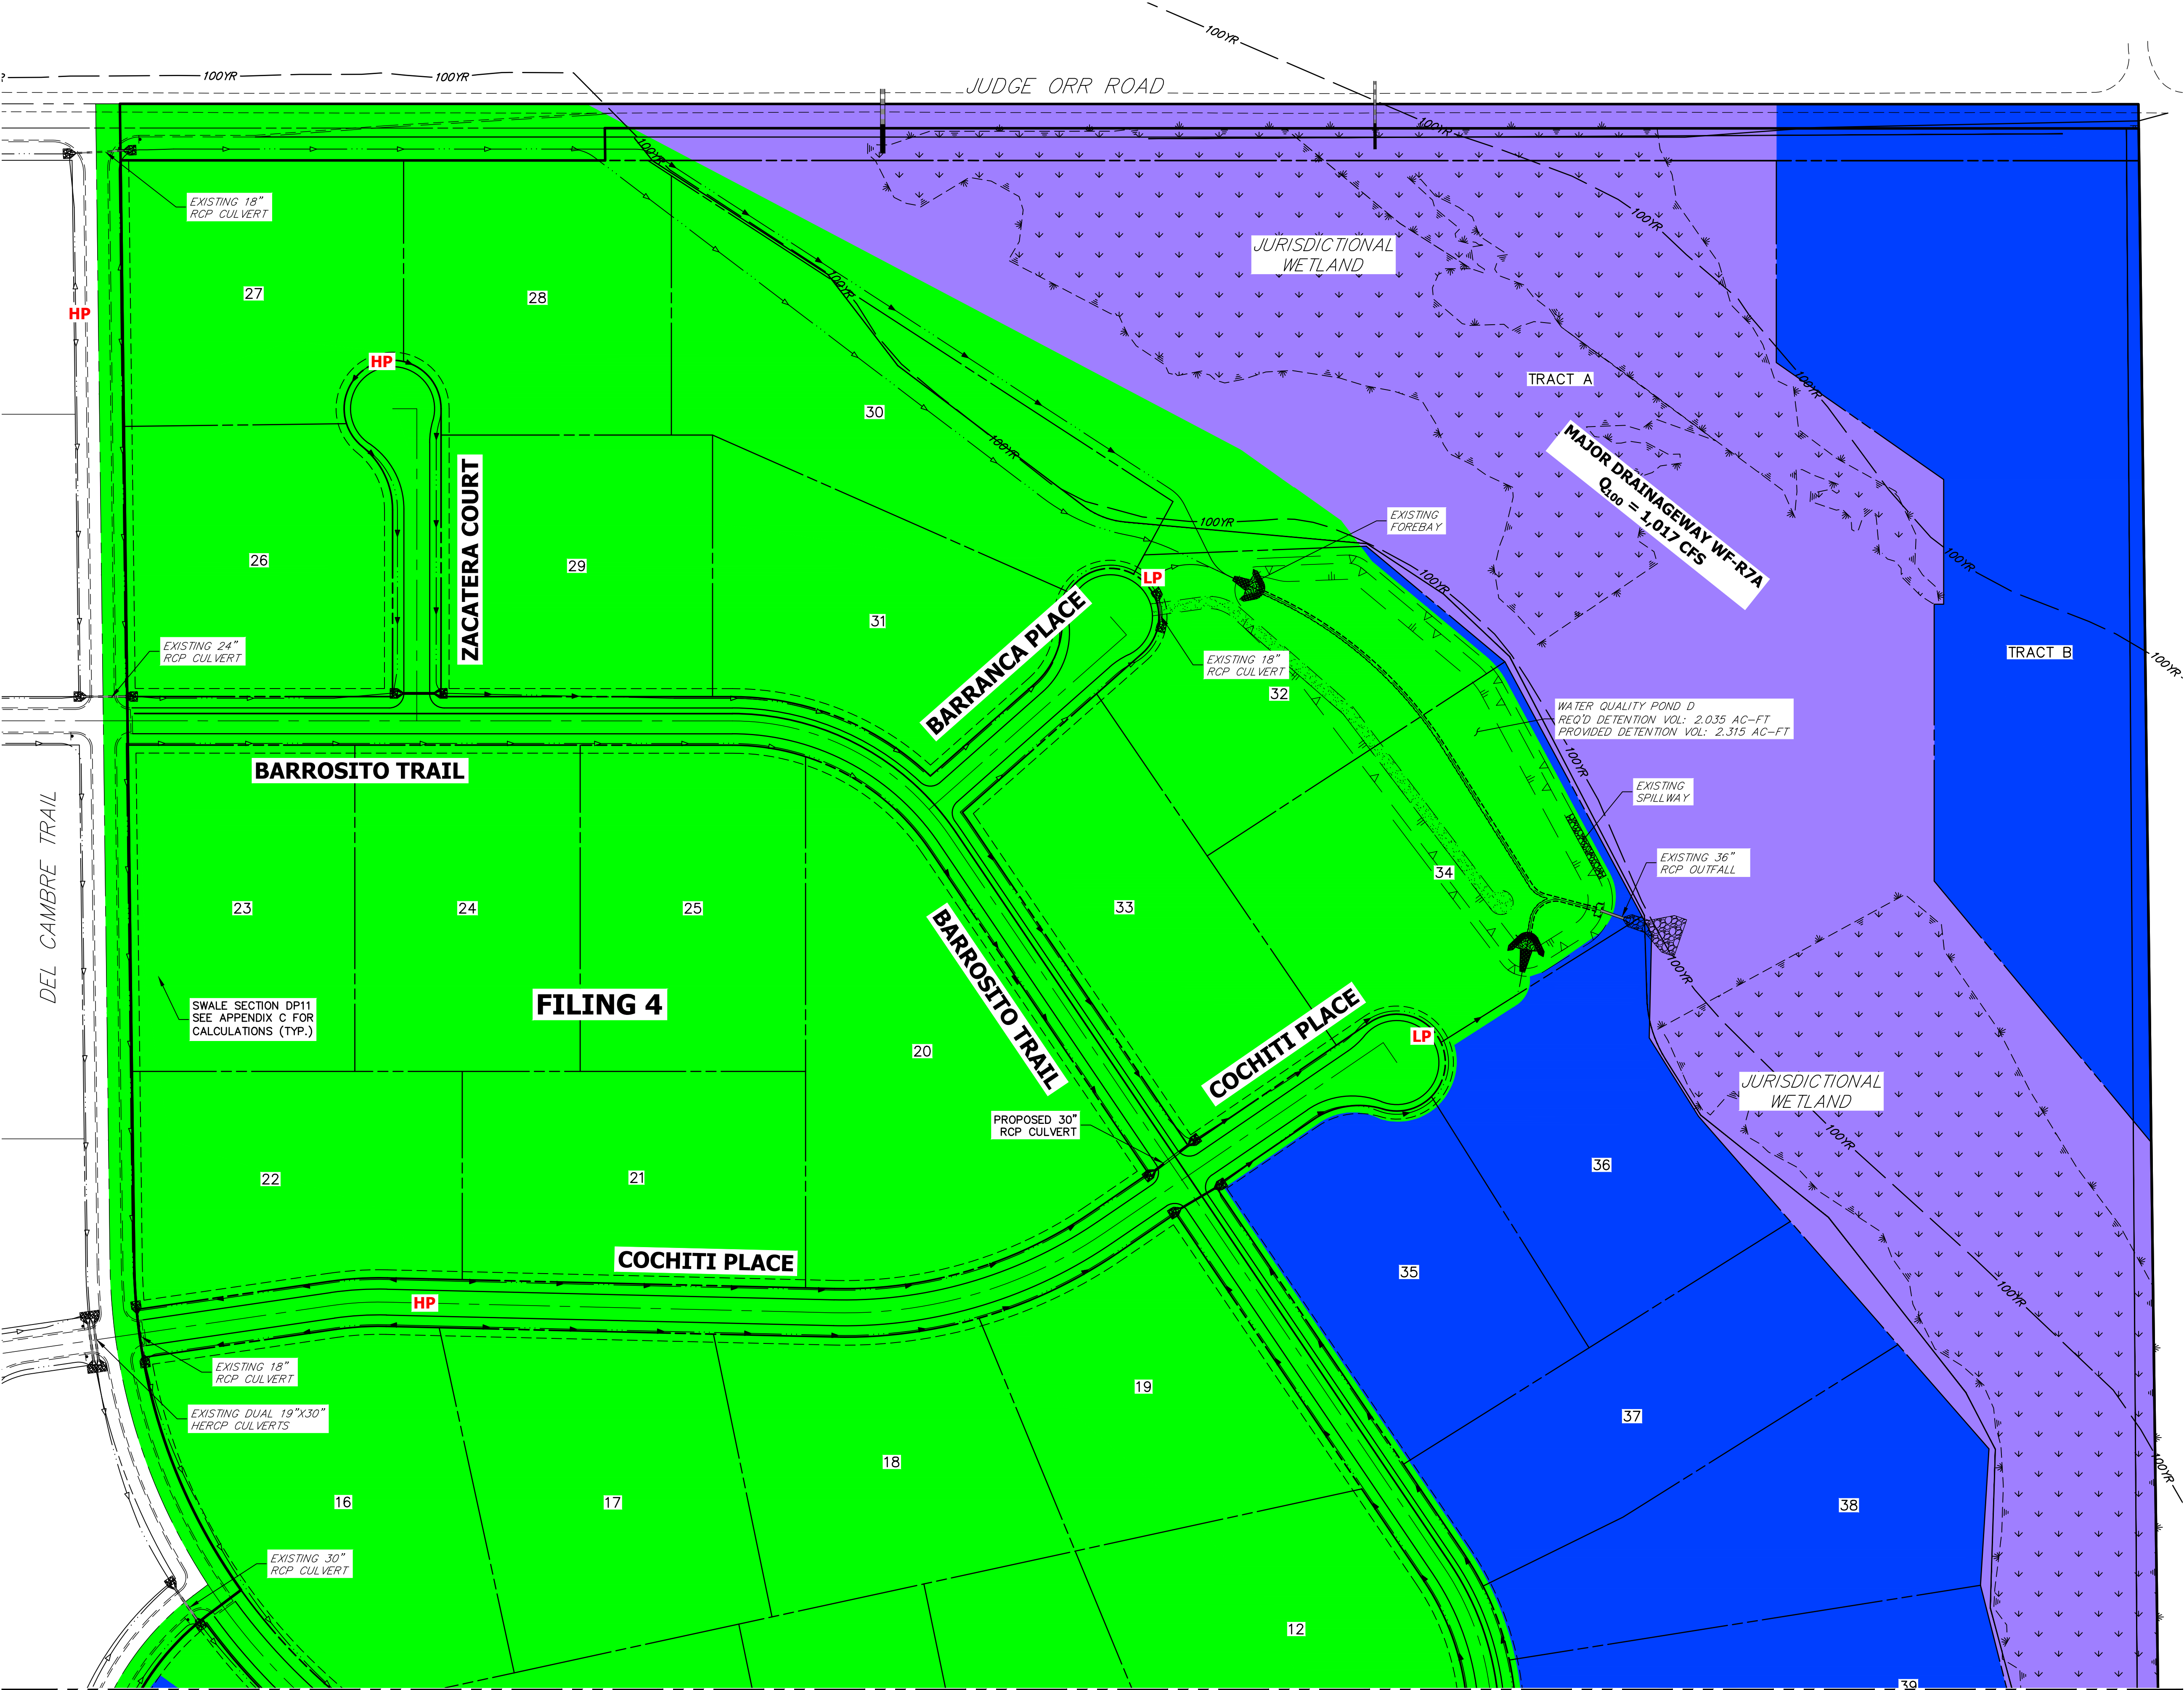 100YR
JUDGE ORR ROAD
100YR
100YR
100YR
100YR
EXISTING 18"
RCP CULVERT
100YR
JURISDICTIONAL
WETLAND
27
28
HP
100YR
HP
TRACT A
100YR
30
100YR
MAJOR DRAINAGEWAY WF-R7A
Q100 = 1,017 CFS
ZACATERA COURT
EXISTING
FOREBAY
100YR
26
29
LP
100YR
100YR
BARRANCA PLACE
31
EXISTING 24"
RCP CULVERT
EXISTING 18"
RCP CULVERT
32
TRACT B
100YR
WATER QUALITY POND D
REQ'D DETENTION VOL: 2.035 AC-FT
PROVIDED DETENTION VOL: 2.315 AC-FT
BARROSITO TRAIL
100YR
EXISTING
SPILLWAY
DEL CAMBRE TRAIL
EXISTING 36"
RCP OUTFALL
34
23
24
25
33
BARROSITO TRAIL
100YR
SWALE SECTION DP11
SEE APPENDIX C FOR
CALCULATIONS (TYP.)
FILING 4
COCHITI PLACE
LP
20
JURISDICTIONAL
WETLAND
PROPOSED 30"
RCP CULVERT
100YR
22
21
36
COCHITI PLACE
35
HP
100YR
EXISTING 18"
RCP CULVERT
19
EXISTING DUAL 19"X30"
HERCP CULVERTS
37
18
100YR
16
17
38
EXISTING 30"
RCP CULVERT
12
39